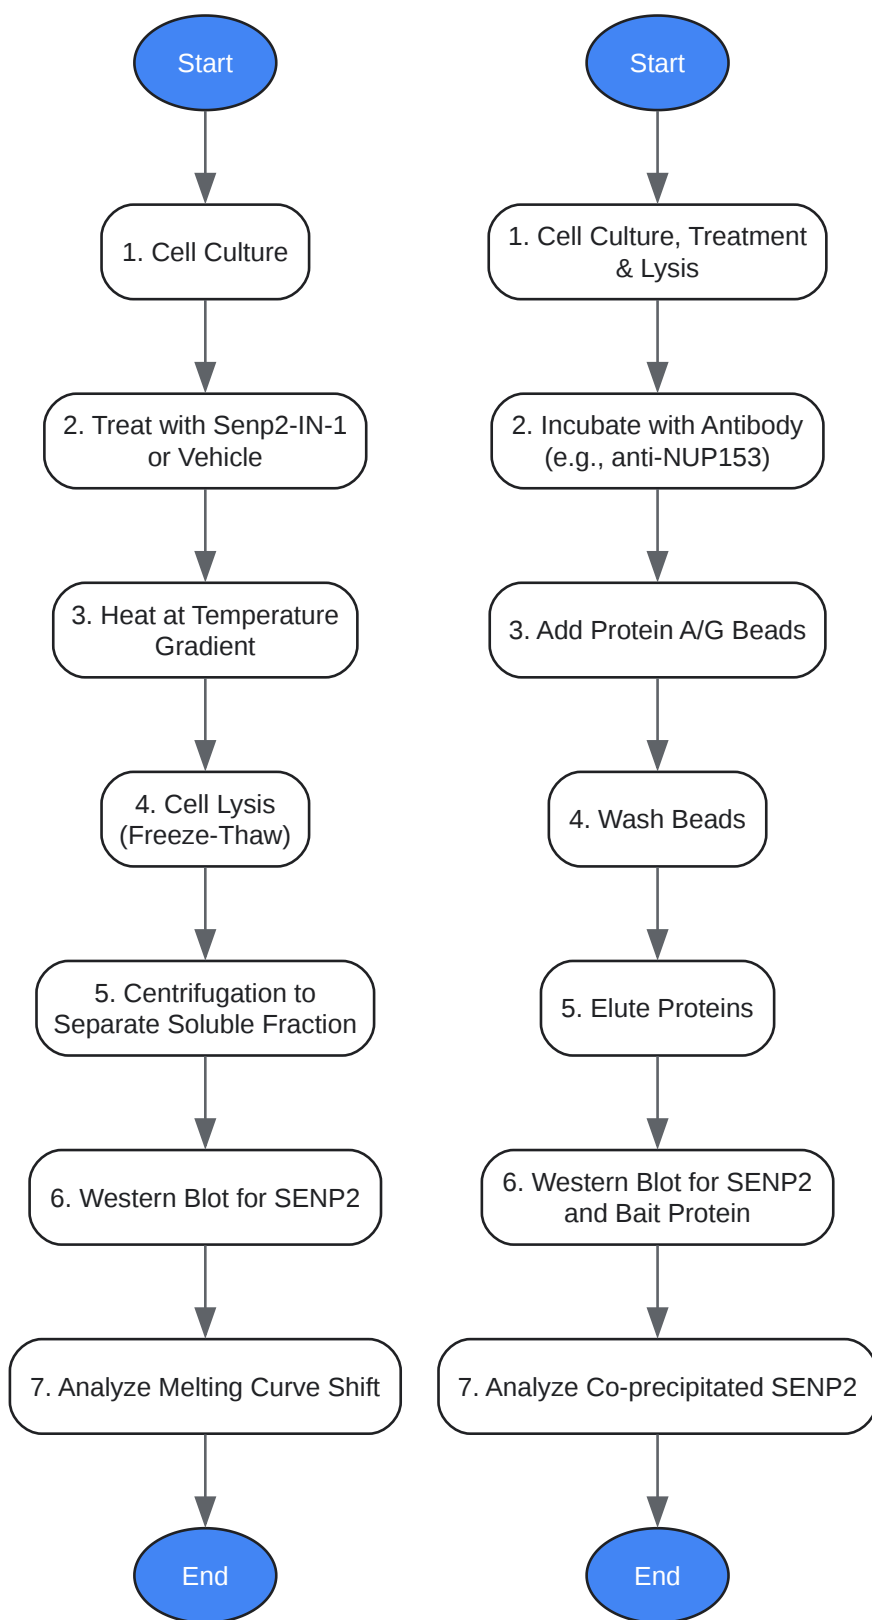 Start
1. Cell Culture
2. Treat with Senp2-IN-1
or Vehicle
3. Heat at Temperature
Gradient
4. Cell Lysis
(Freeze-Thaw)
5. Centrifugation to
Separate Soluble Fraction
6. Western Blot for SENP2
7. Analyze Melting Curve Shift
End
Start
1. Cell Culture, Treatment
& Lysis
2. Incubate with Antibody
(e.g., anti-NUP153)
3. Add Protein A/G Beads
4. Wash Beads
5. Elute Proteins
6. Western Blot for SENP2
and Bait Protein
7. Analyze Co-precipitated SENP2
End